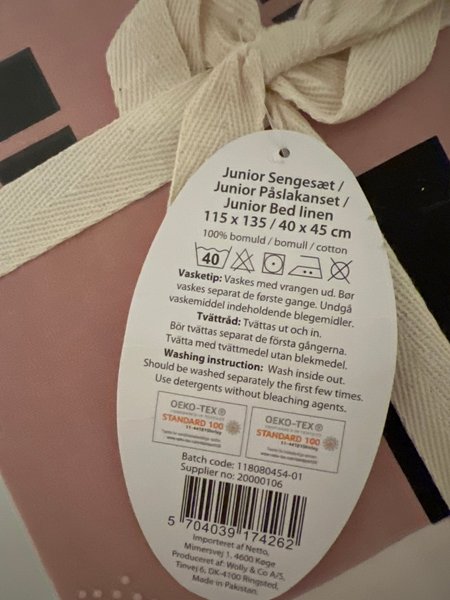 Junior Sengesæt /
Junior Påslakanset /
Junior Bed linen
115 x 135 / 40 x 45 cm
100% bomuld / bomull / cotton
40
Vasketip: Vaskes med vrangen ud. Bør
vaskes separat de første gange. Undgå
vaskemiddel indeholdende blegemidler.
Tvättråd: Tvättas ut och in.
Bör tvättas separat de första gångerna.
Tvätta med tvättmedel utan blekmedel.
Washing instruction: Wash inside out.
Should be washed separately the first few times.
Use detergents without bleaching agents.
OEKO-TEX®
STANDARD 100
OEKO-TEX®
STANDARD 100
Batch code: 118080454-01
Supplier no: 20000106
5 704039 174262
Importeret af Netto,
Mimersvej 1, 4600 Køge
Produceret af: Wolly & Co A/S,
Tinvej 6, DK-4100 Ringsted,
Made in Pakistan.